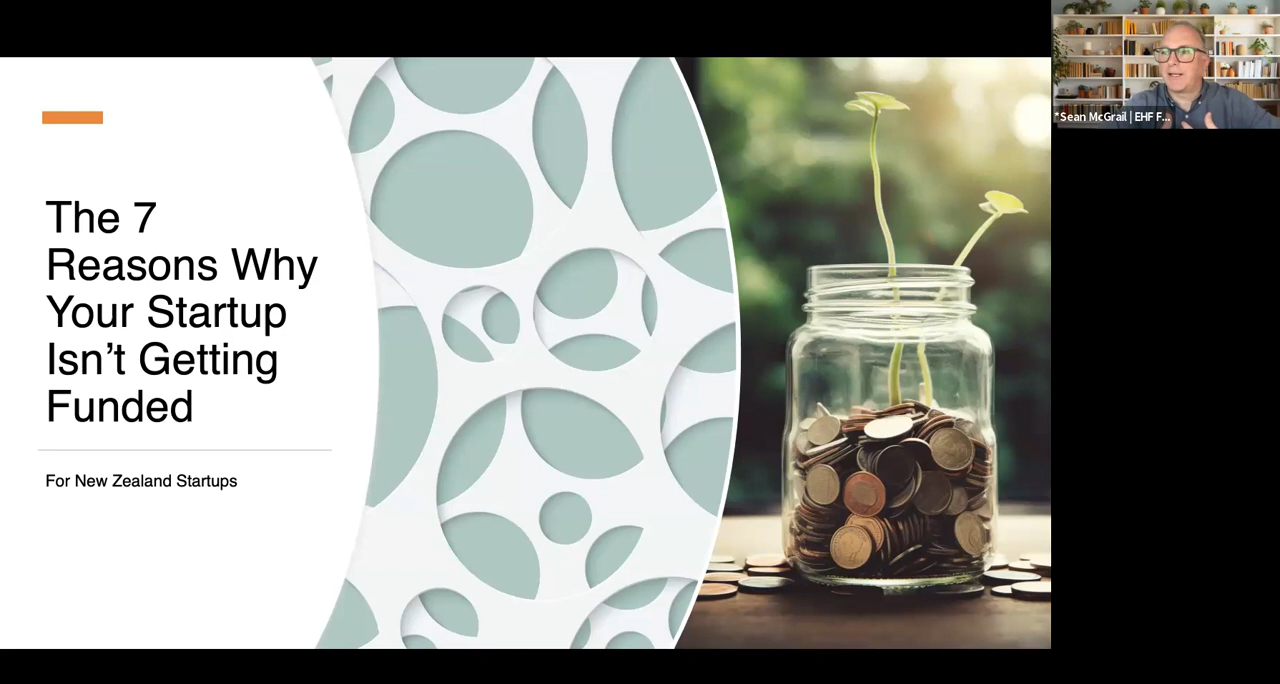 The 7
Reasons Why
Your Startup
Isn’t Getting
Funded
For New Zealand Startups
*Sean McGrail | EHF F...